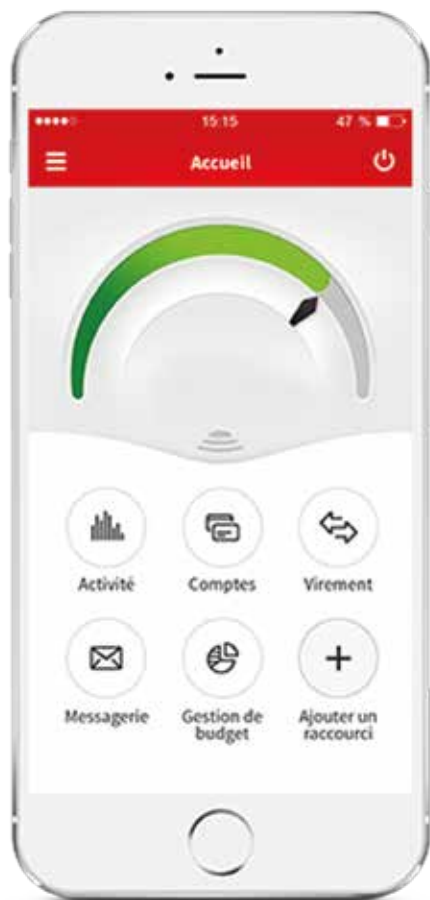 15:15
47 %
Accueil
Activité
Comptes
Virement
Messagerie
Gestion de
budget
Ajouter un
raccourci